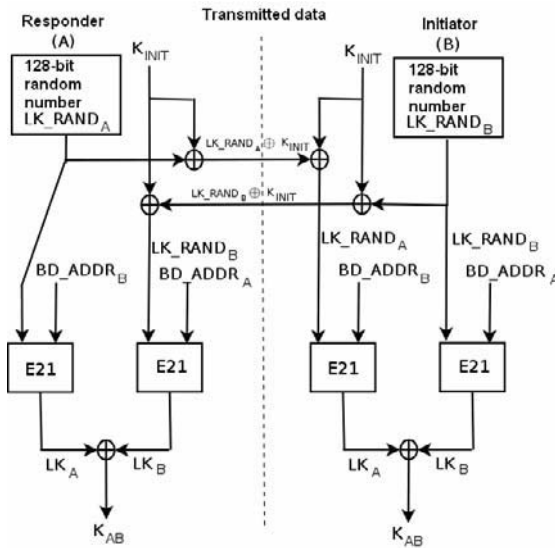 Transmitted data
Responder
(A)
Initiator
(B)
K_INIT
K_INIT
128-bit
random
number
LK_RAND_A
128-bit
random
number
LK_RAND_B
LK_RAND_A ⊕ K_INIT
LK_RAND_B ⊕ K_INIT
LK_RAND_B
BD_ADDR_B
BD_ADDR_A
LK_RAND_A
BD_ADDR_B
LK_RAND_B
BD_ADDR_A
E21
E21
E21
E21
LK_A
LK_B
LK_A
LK_B
K_AB
K_AB